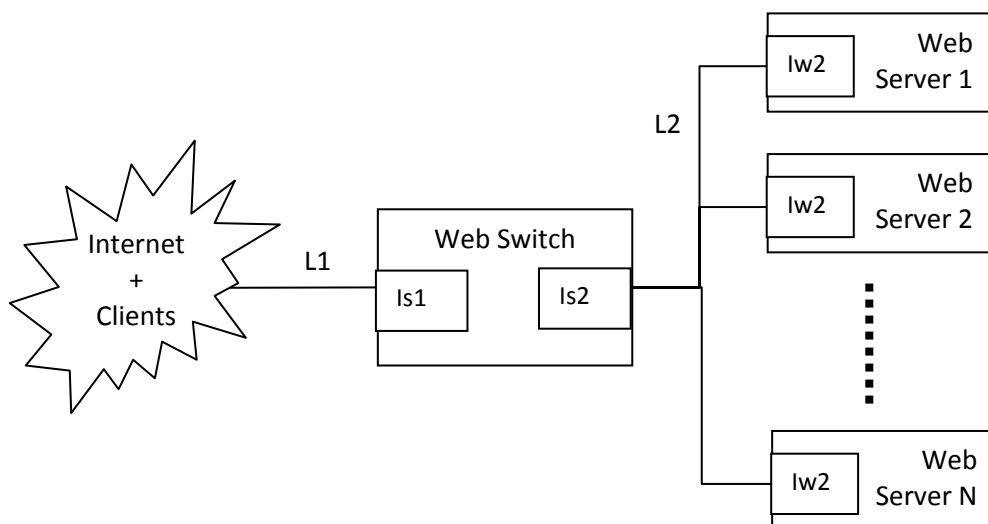 Internet
+
Clients
L1
Web Switch
Is1
Is2
L2
Iw2
Web
Server 1
Iw2
Web
Server 2
Iw2
Web
Server N